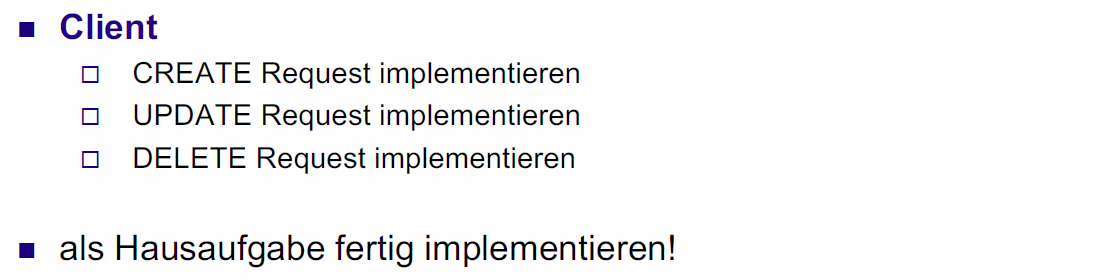 Client
CREATE Request implementieren
UPDATE Request implementieren
DELETE Request implementieren
als Hausaufgabe fertig implementieren!